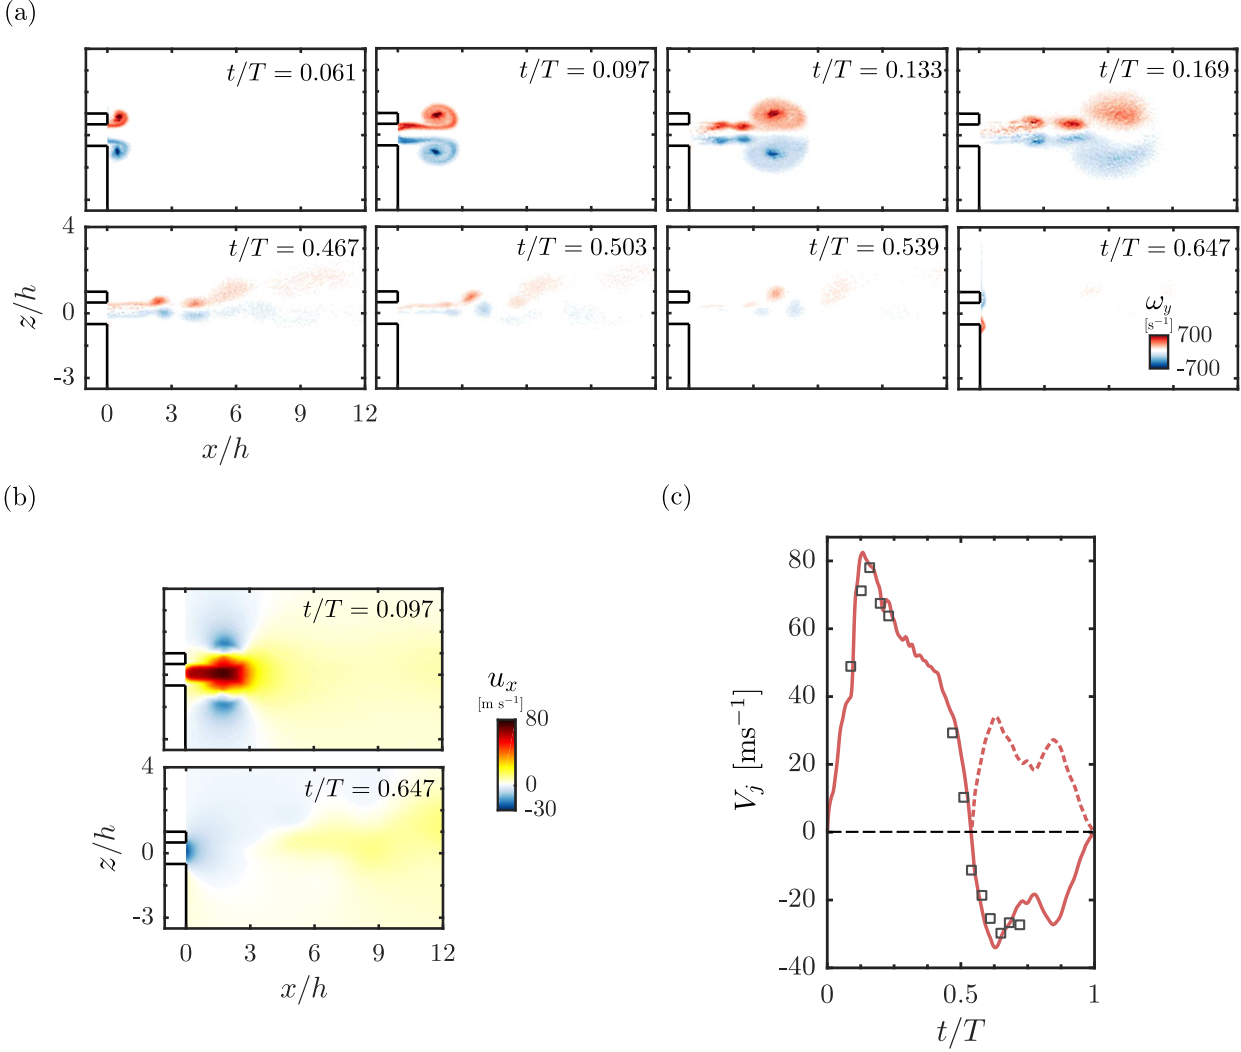 (a)
t/T = 0.061
t/T = 0.097
t/T = 0.133
t/T = 0.169
4
0
-3
z/h
t/T = 0.467
t/T = 0.503
t/T = 0.539
t/T = 0.647
ω_y
[s⁻¹]
700
-700
0 3 6 9 12
x/h
(b)
t/T = 0.097
t/T = 0.647
4
0
-3
z/h
0 3 6 9 12
x/h
u_x
[m s⁻¹]
80
0
-30
(c)
80
60
40
20
0
-20
-40
V_j [ms⁻¹]
0 0.5 1
t/T